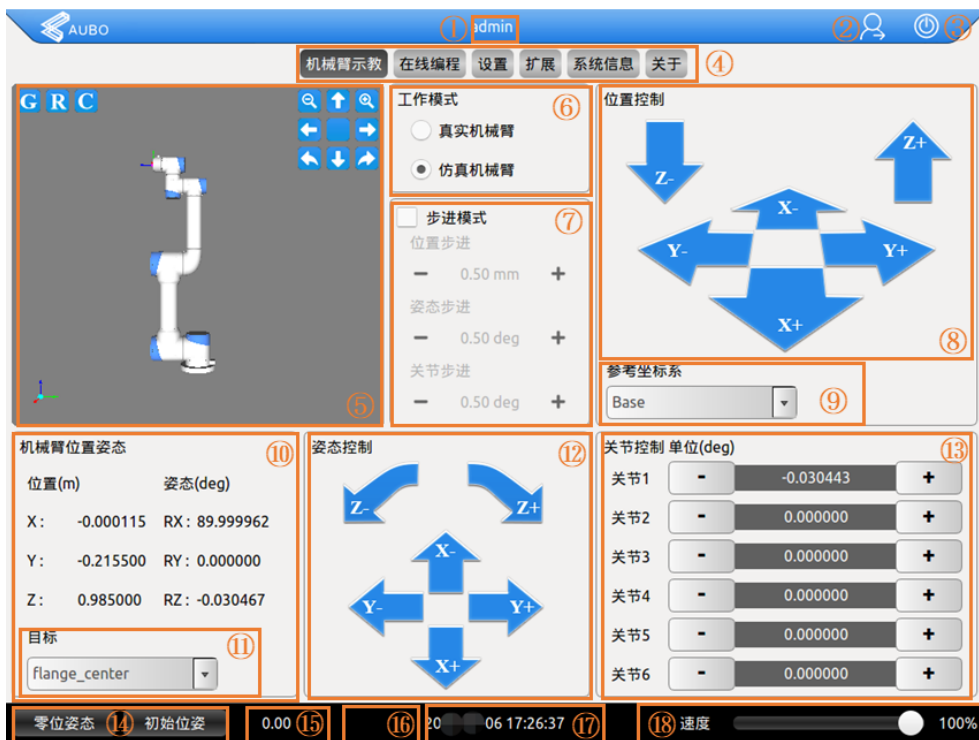 AUBO
① admin ② ③
机械臂示教 在线编程 设置 扩展 系统信息 关于 ④
G R C
⑤
工作模式 ⑥
真实机械臂
仿真机械臂
步进模式 ⑦
位置步进
− 0.50 mm +
姿态步进
− 0.50 deg +
关节步进
− 0.50 deg +
位置控制
Z- Z+
X-
Y- Y+
X+
⑧
参考坐标系
Base ⑨
机械臂位置姿态 ⑩
位置(m) 姿态(deg)
X: -0.000115 RX: 89.999962
Y: -0.215500 RY: 0.000000
Z: 0.985000 RZ: -0.030467
目标 ⑪
flange_center
姿态控制 ⑫
Z- Z+
X-
Y- Y+
X+
关节控制 单位(deg) ⑬
关节1 - -0.030443 +
关节2 - 0.000000 +
关节3 - 0.000000 +
关节4 - 0.000000 +
关节5 - 0.000000 +
关节6 - 0.000000 +
零位姿态 ⑭ 初始位姿 0.00 ⑮ ⑯ 20 06 17:26:37 ⑰ ⑱ 速度 100%